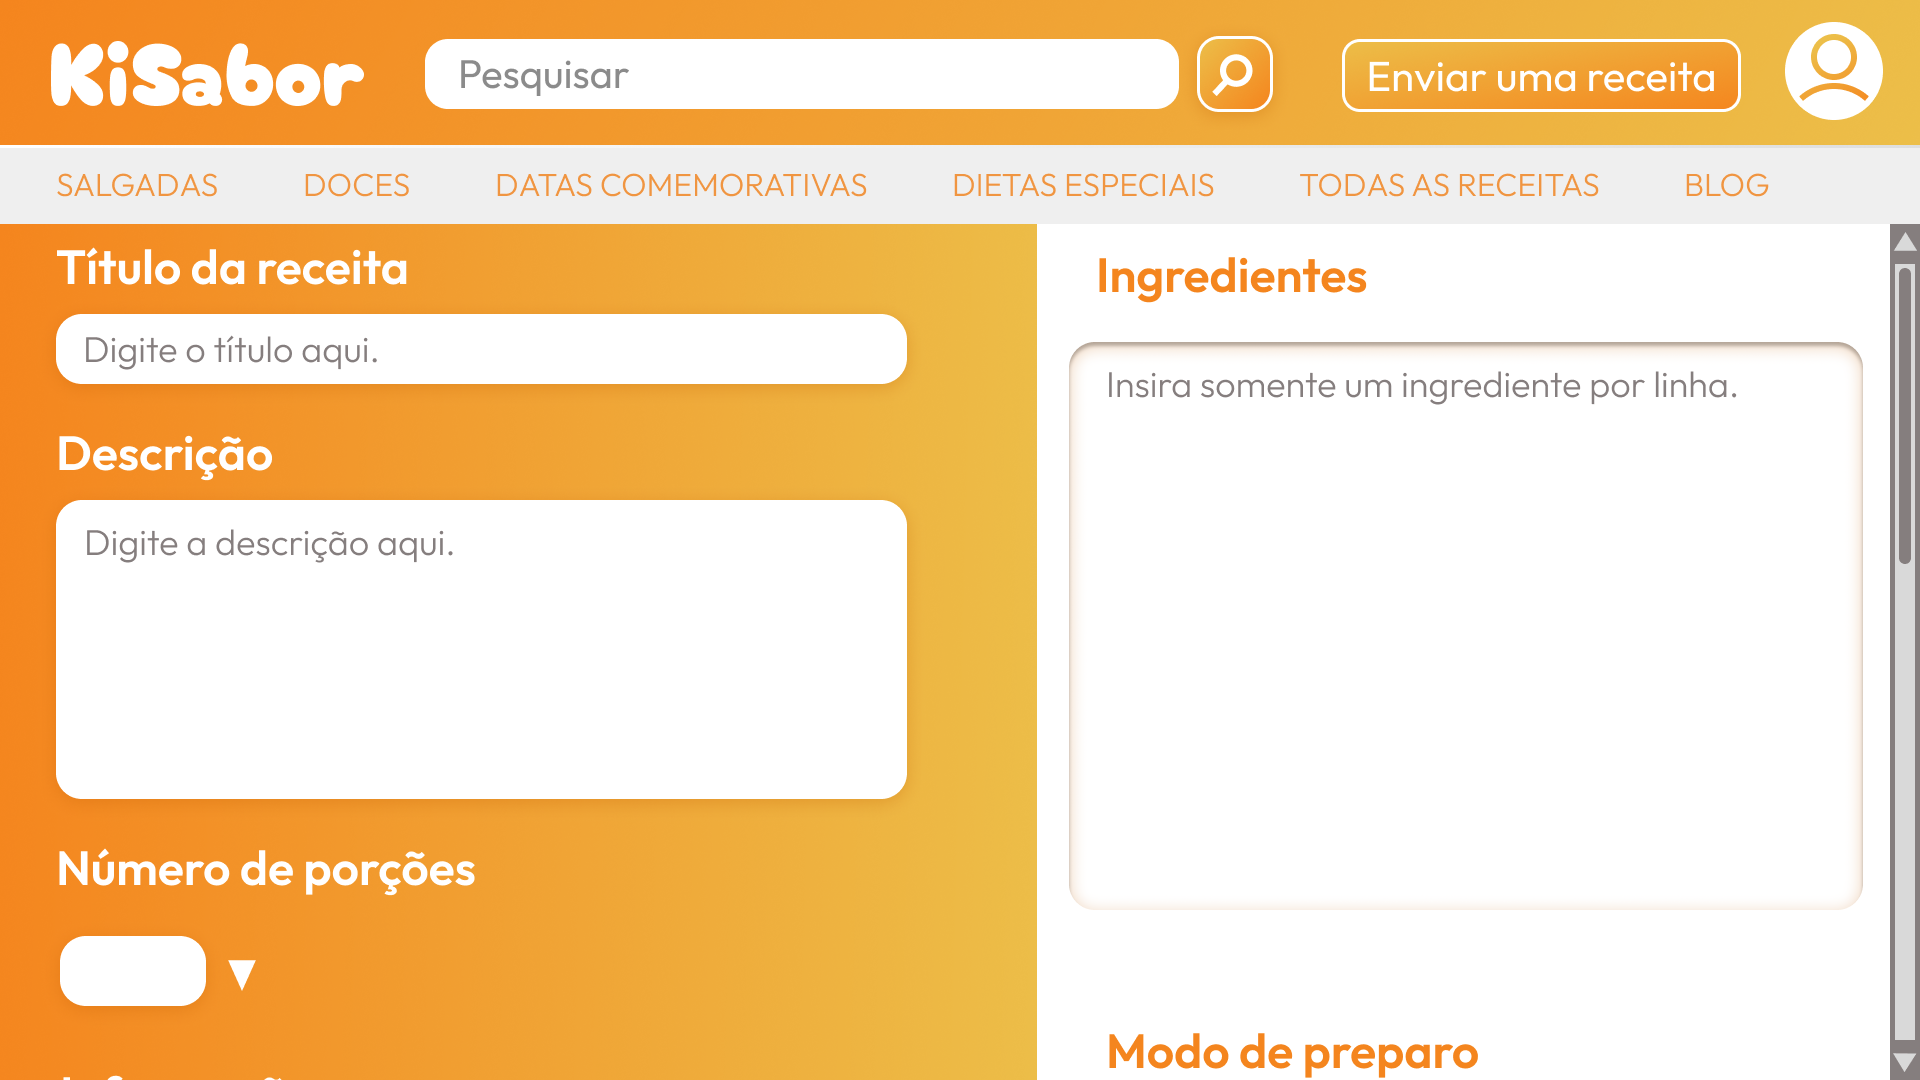 KiSabor
Pesquisar
Enviar uma receita
SALGADAS
DOCES
DATAS COMEMORATIVAS
DIETAS ESPECIAIS
TODAS AS RECEITAS
BLOG
Título da receita
Digite o título aqui.
Descrição
Digite a descrição aqui.
Número de porções
Ingredientes
Insira somente um ingrediente por linha.
Modo de preparo